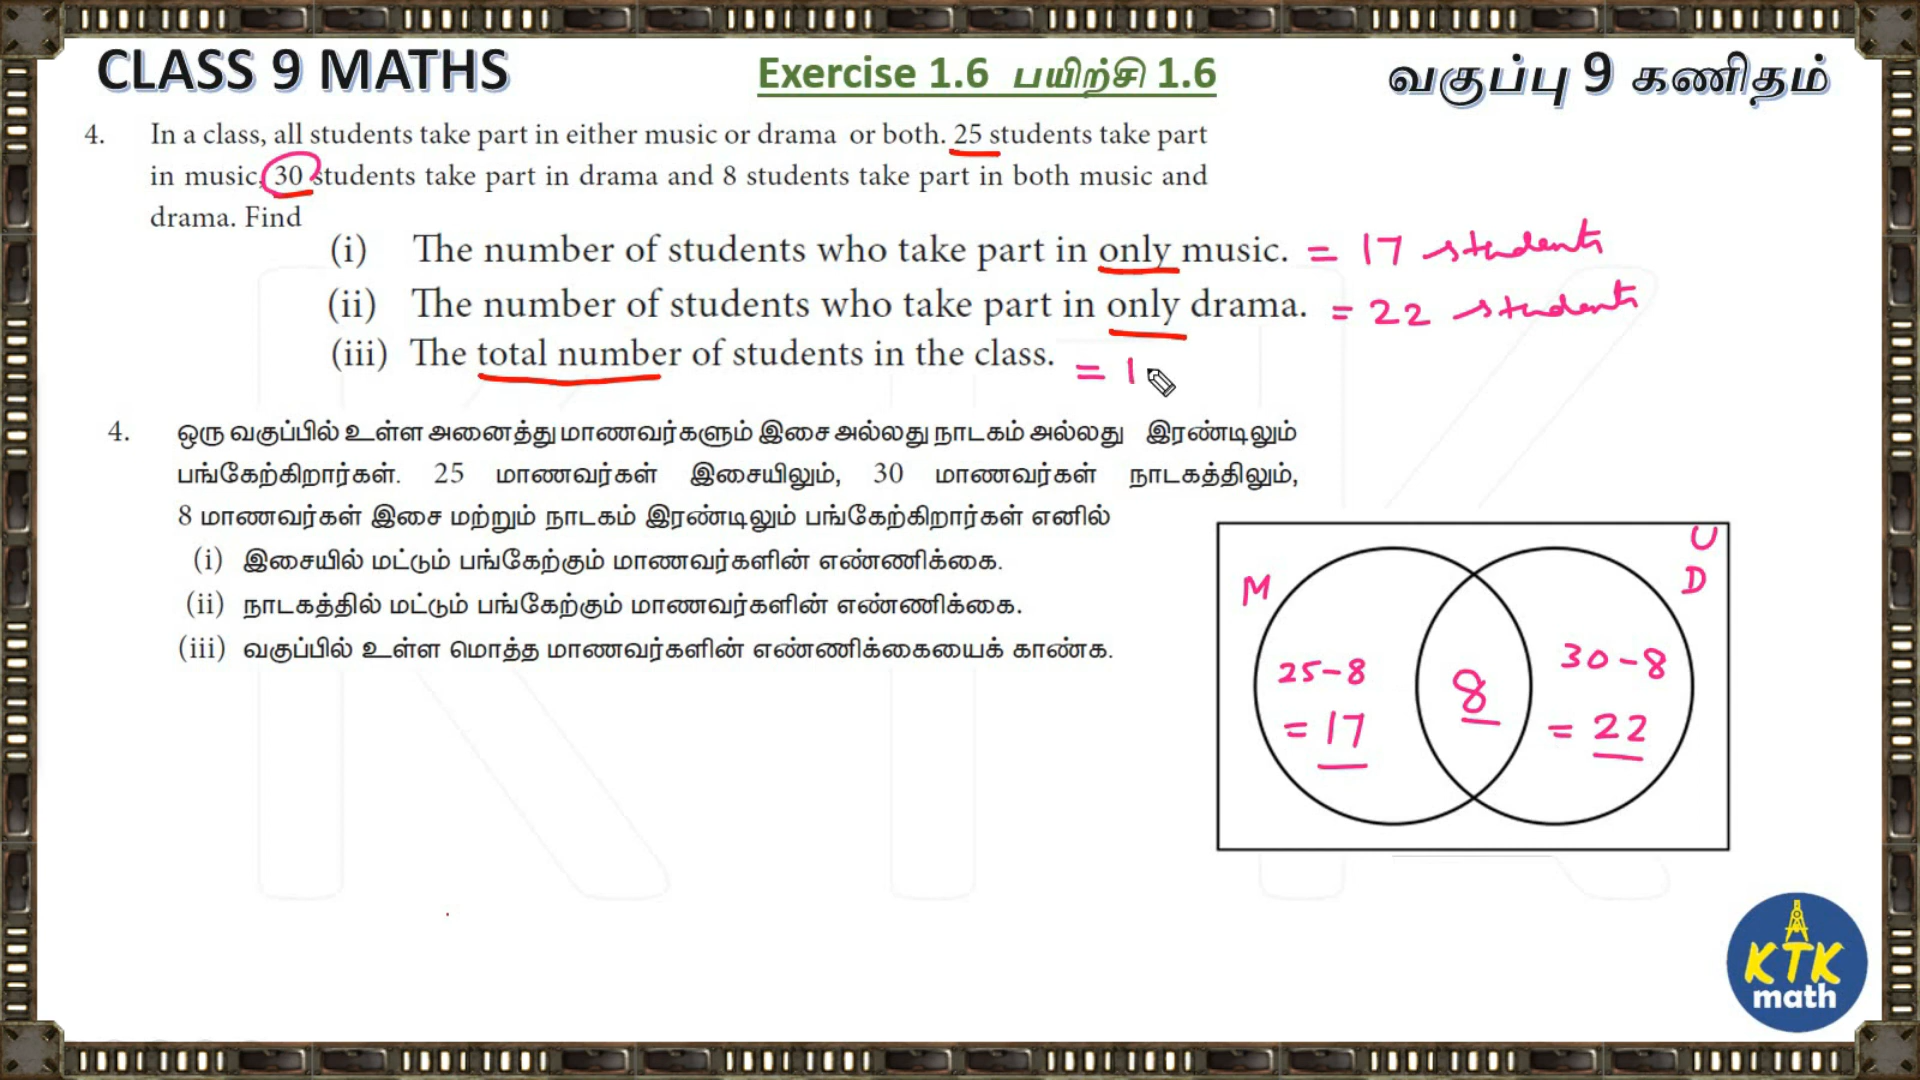 CLASS 9 MATHS
Exercise 1.6 பயிற்சி 1.6
வகுப்பு 9 கணிதம்
4. In a class, all students take part in either music or drama or both. 25 students take part
in music, 30 students take part in drama and 8 students take part in both music and
drama. Find
(i) The number of students who take part in only music. = 17 students
(ii) The number of students who take part in only drama. = 22 students
(iii) The total number of students in the class. = 1
4. ஒரு வகுப்பில் உள்ள அனைத்து மாணவர்களும் இசை அல்லது நாடகம் அல்லது இரண்டிலும்
பங்கேற்கிறார்கள். 25 மாணவர்கள் இசையிலும், 30 மாணவர்கள் நாடகத்திலும்,
8 மாணவர்கள் இசை மற்றும் நாடகம் இரண்டிலும் பங்கேற்கிறார்கள் எனில்
(i) இசையில் மட்டும் பங்கேற்கும் மாணவர்களின் எண்ணிக்கை.
(ii) நாடகத்தில் மட்டும் பங்கேற்கும் மாணவர்களின் எண்ணிக்கை.
(iii) வகுப்பில் உள்ள மொத்த மாணவர்களின் எண்ணிக்கையைக் காண்க.
U
M D
25-8 8 30-8
= 17 = 22
KTK
math